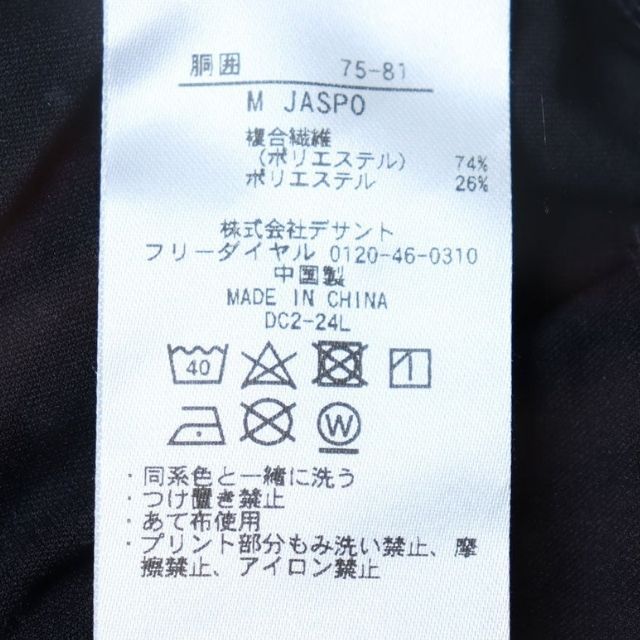 胴囲 75-81
M JASPO
複合繊維
(ポリエステル) 74%
ポリエステル 26%
株式会社デサント
フリーダイヤル 0120-46-0310
中国製
MADE IN CHINA
DC2-24L
40
W
・同系色と一緒に洗う
・つけ置き禁止
・あて布使用
・プリント部分もみ洗い禁止、摩
擦禁止、アイロン禁止